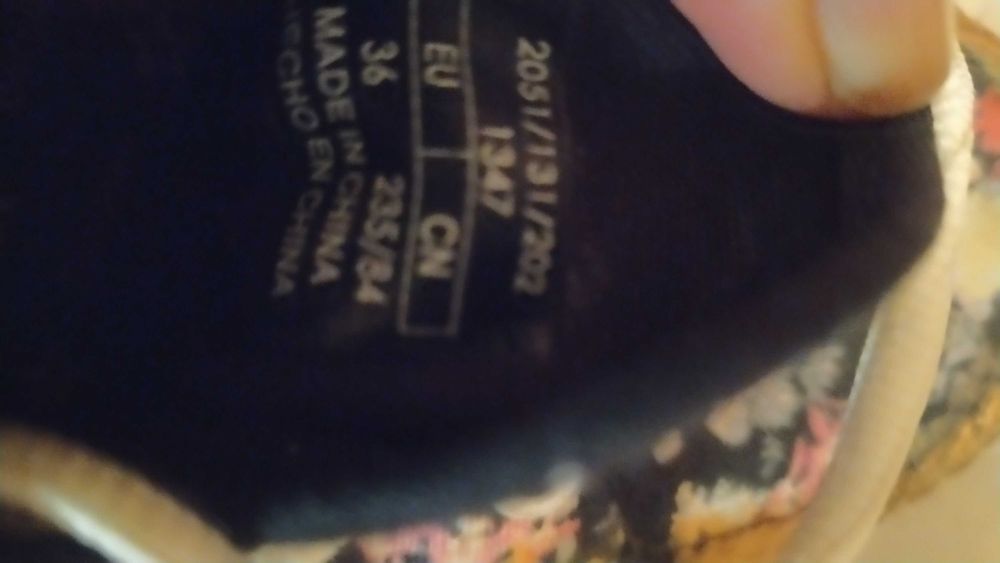 2051/131/202
1347
EU CN
36 235/84
MADE IN CHINA
HECHO EN CHINA